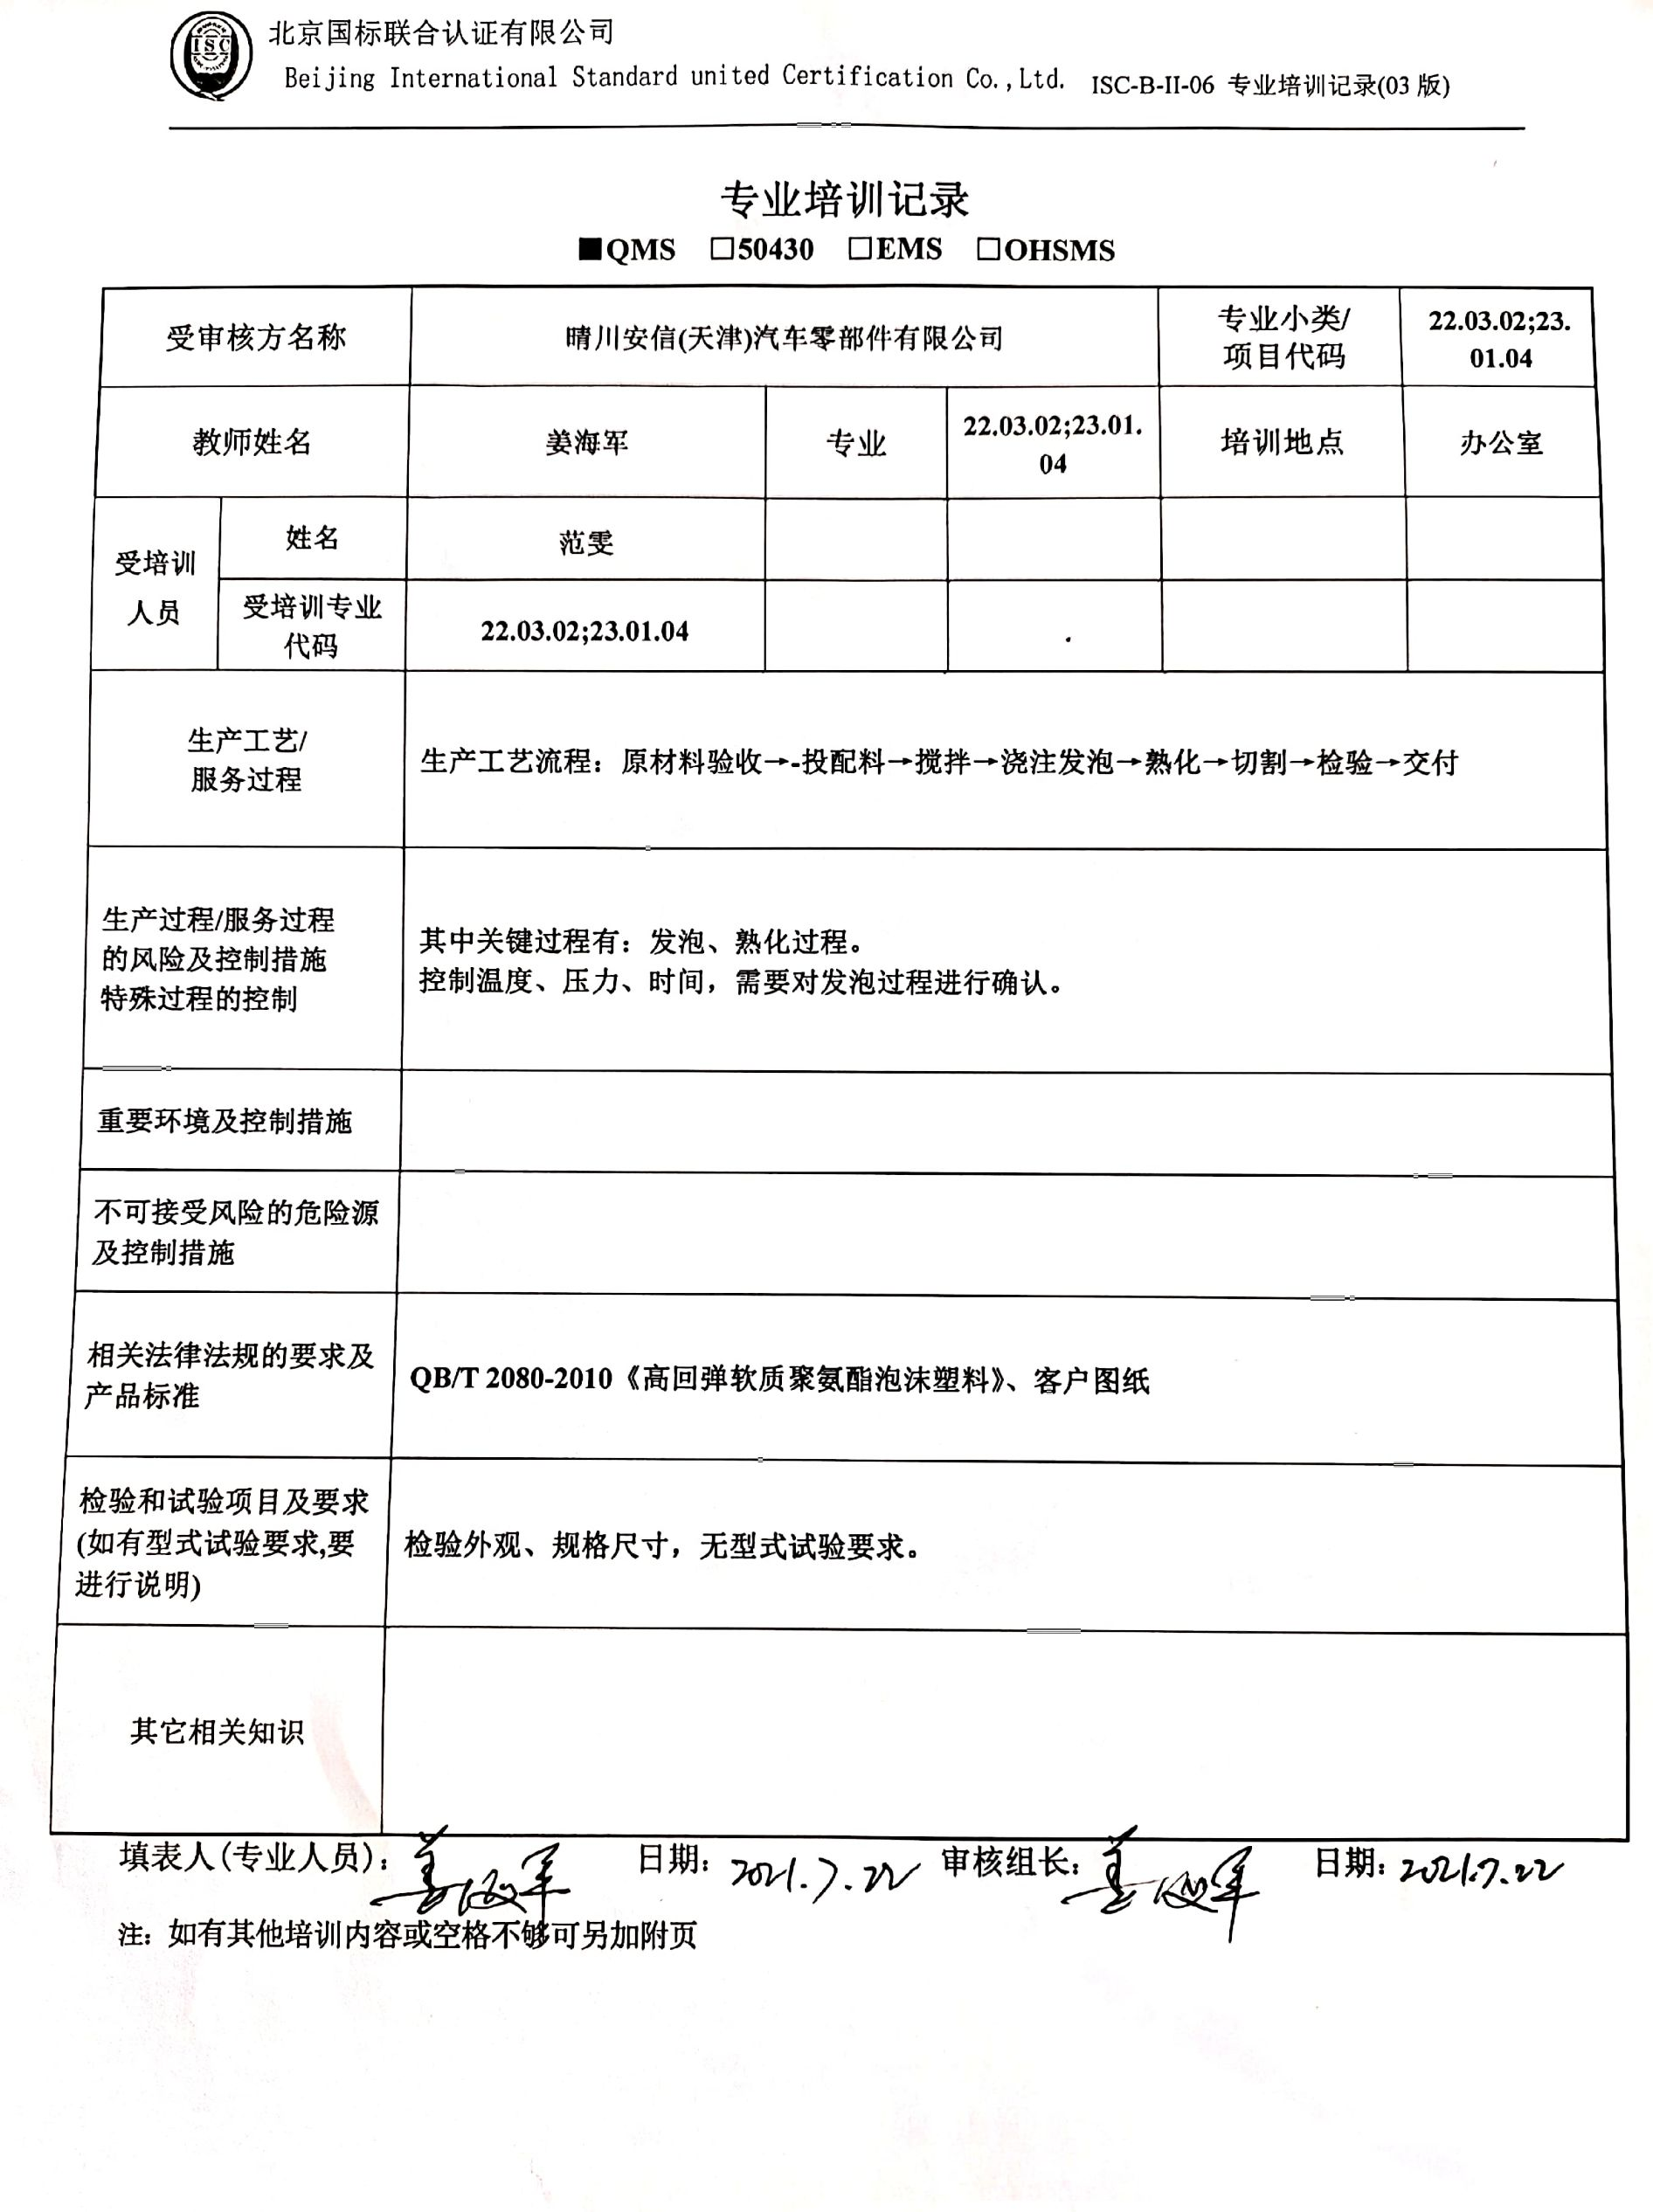 ISC
北京国标联合认证有限公司
Beijing International Standard united Certification Co.,Ltd. ISC-B-II-06 专业培训记录(03 版)
专业培训记录
■QMS □50430 □EMS □OHSMS
受审核方名称
晴川安信(天津)汽车零部件有限公司
专业小类/
项目代码
22.03.02;23.
01.04
教师姓名
姜海军
专业
22.03.02;23.01.
04
培训地点
办公室
受培训
人员
姓名
范雯
受培训专业
代码
22.03.02;23.01.04
生产工艺/
服务过程
生产工艺流程：原材料验收→-投配料→搅拌→浇注发泡→熟化→切割→检验→交付
生产过程/服务过程
的风险及控制措施
特殊过程的控制
其中关键过程有：发泡、熟化过程。
控制温度、压力、时间，需要对发泡过程进行确认。
重要环境及控制措施
不可接受风险的危险源
及控制措施
相关法律法规的要求及
产品标准
QB/T 2080-2010《高回弹软质聚氨酯泡沫塑料》、客户图纸
检验和试验项目及要求
(如有型式试验要求,要
进行说明)
检验外观、规格尺寸，无型式试验要求。
其它相关知识
填表人(专业人员)：姜海军 日期：2021.7.22 审核组长：姜海军 日期：2021.7.22
注：如有其他培训内容或空格不够可另加附页